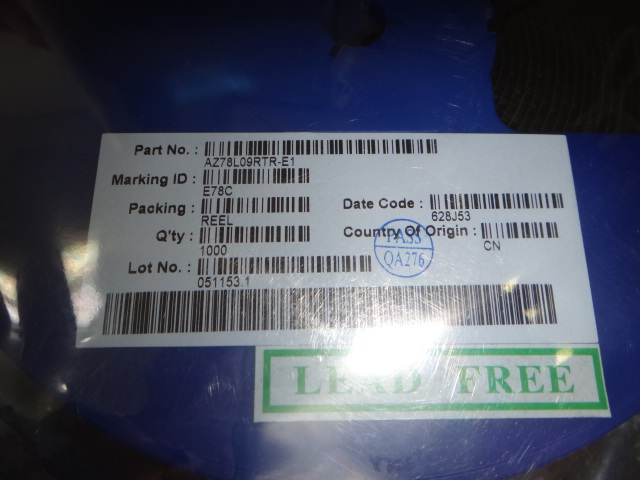 Part No. :
AZ78L09RTR-E1
Marking ID :
E78C
Packing :
REEL
Date Code :
628J53
Q'ty :
1000
Country Of Origin :
CN
PASS
QA276
Lot No. :
051153.1
LEAD FREE